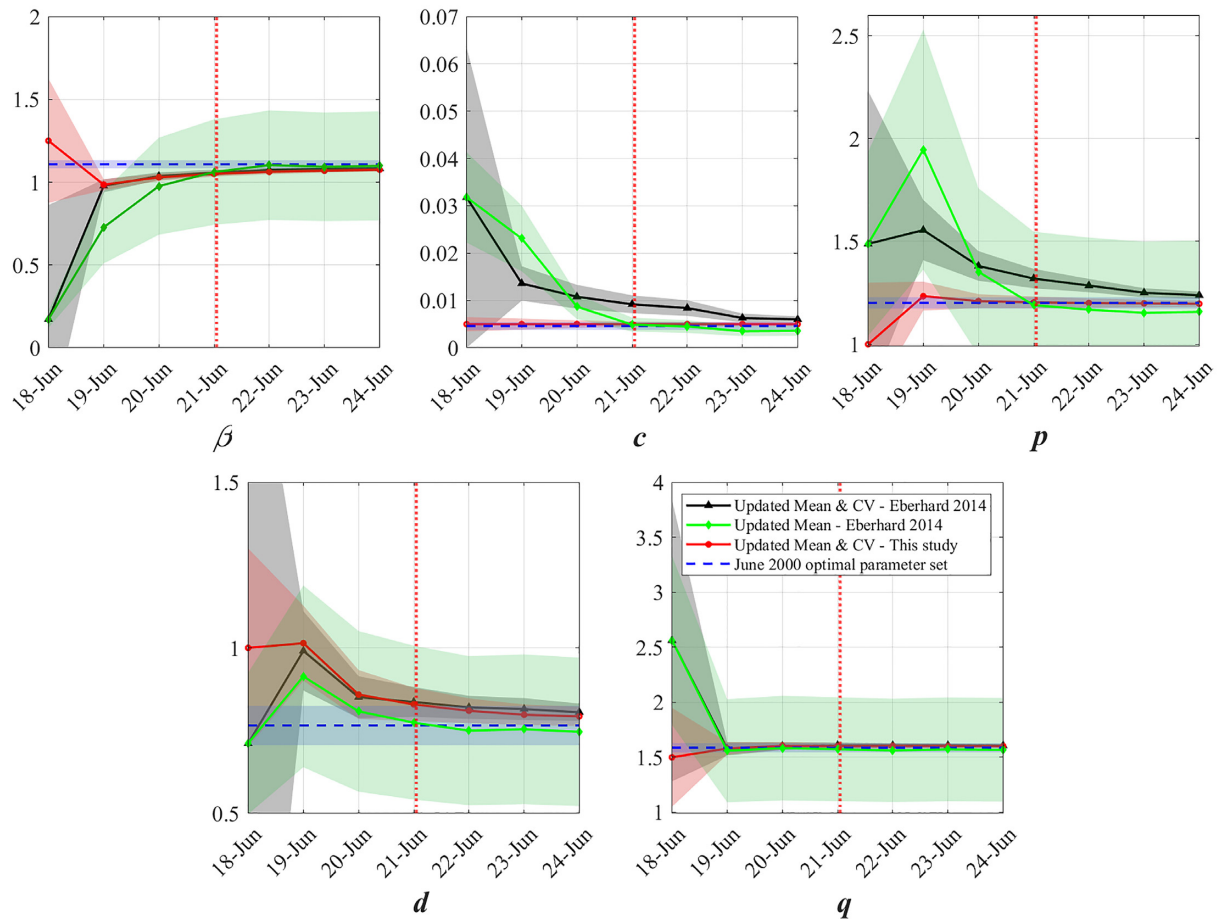 2
1.5
1
0.5
0
18-Jun
19-Jun
20-Jun
21-Jun
22-Jun
23-Jun
24-Jun
β
0.07
0.06
0.05
0.04
0.03
0.02
0.01
0
18-Jun
19-Jun
20-Jun
21-Jun
22-Jun
23-Jun
24-Jun
c
2.5
2
1.5
1
18-Jun
19-Jun
20-Jun
21-Jun
22-Jun
23-Jun
24-Jun
p
1.5
1
0.5
18-Jun
19-Jun
20-Jun
21-Jun
22-Jun
23-Jun
24-Jun
d
4
3.5
3
2.5
2
1.5
1
Updated Mean & CV - Eberhard 2014
Updated Mean - Eberhard 2014
Updated Mean & CV - This study
June 2000 optimal parameter set
18-Jun
19-Jun
20-Jun
21-Jun
22-Jun
23-Jun
24-Jun
q